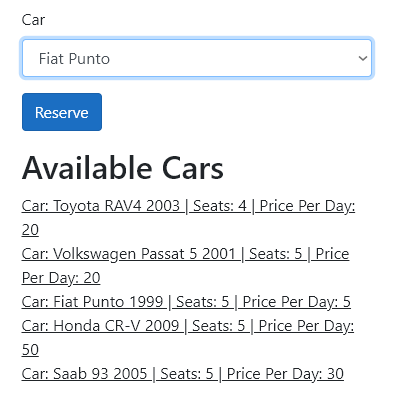 Car
Fiat Punto
Reserve
Available Cars
Car: Toyota RAV4 2003 | Seats: 4 | Price Per Day:
20
Car: Volkswagen Passat 5 2001 | Seats: 5 | Price
Per Day: 20
Car: Fiat Punto 1999 | Seats: 5 | Price Per Day: 5
Car: Honda CR-V 2009 | Seats: 5 | Price Per Day:
50
Car: Saab 93 2005 | Seats: 5 | Price Per Day: 30